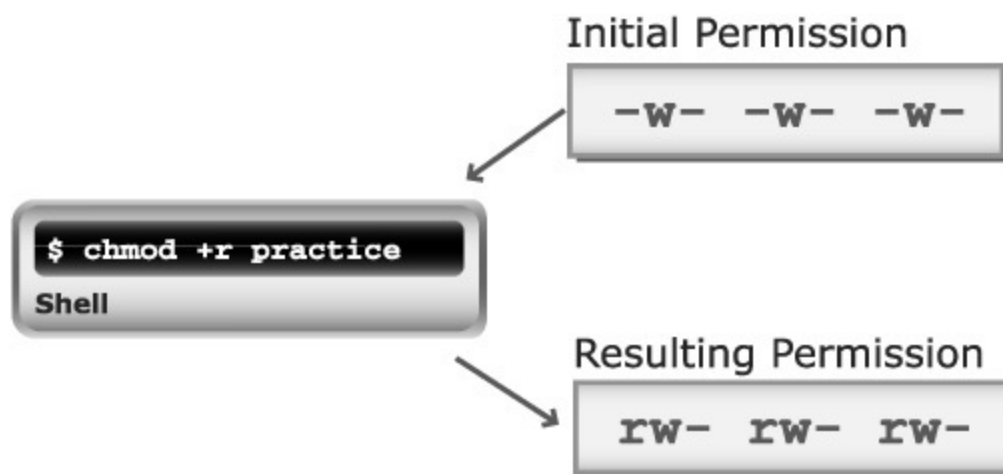 Initial Permission
-w- -w- -w-
$ chmod +r practice
Shell
Resulting Permission
rw- rw- rw-